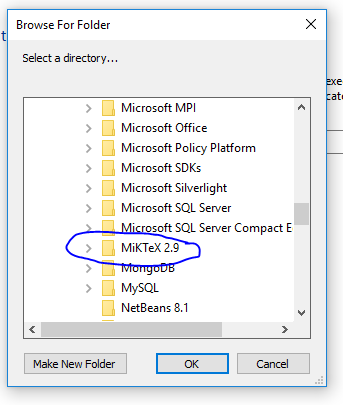 Browse For Folder
t
Select a directory...
exe
cate
Microsoft MPI
Microsoft Office
Microsoft Policy Platform
Microsoft SDKs
Microsoft Silverlight
Microsoft SQL Server
Microsoft SQL Server Compact E
MiKTeX 2.9
MongoDB
MySQL
NetBeans 8.1
Make New Folder
OK
Cancel